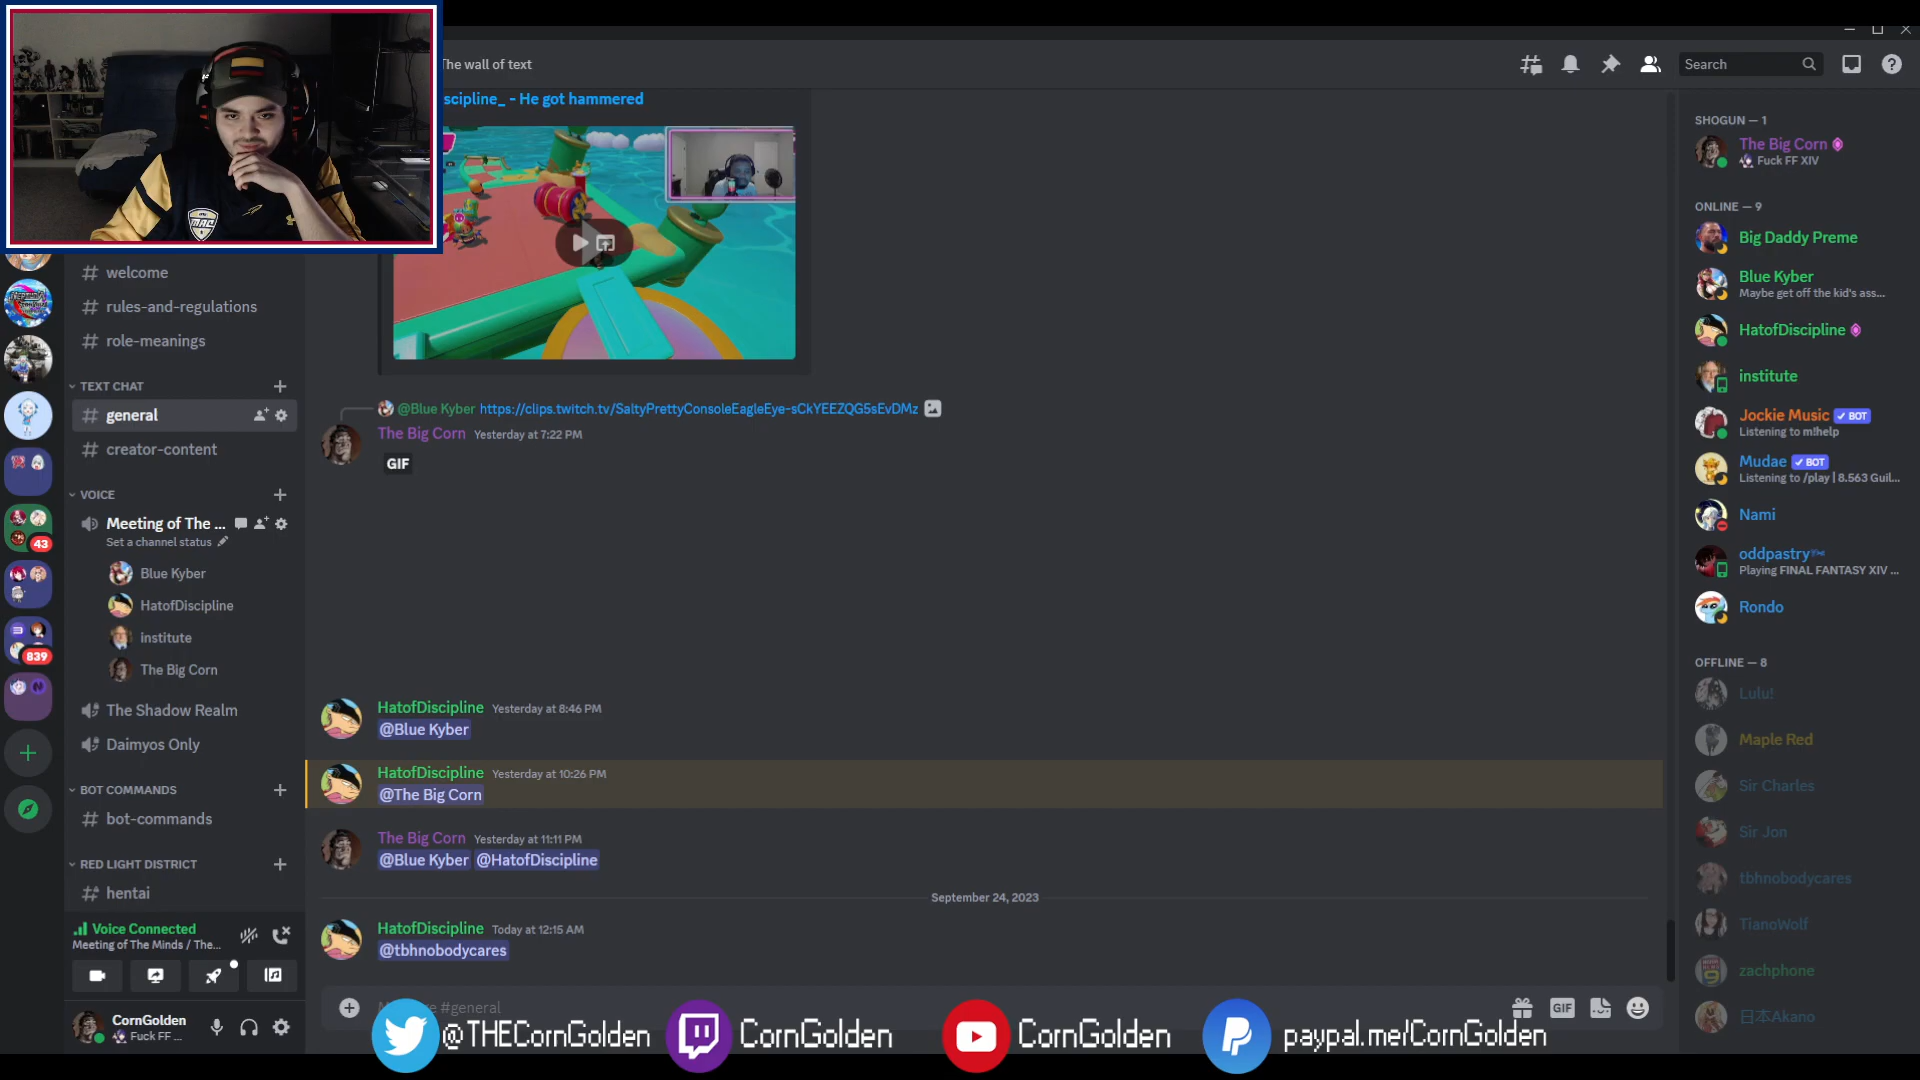 The wall of text
Search
scipline_ - He got hammered
welcome
rules-and-regulations
role-meanings
TEXT CHAT
general
creator-content
VOICE
Meeting of The ...
Set a channel status
Blue Kyber
HatofDiscipline
institute
The Big Corn
The Shadow Realm
Daimyos Only
BOT COMMANDS
bot-commands
RED LIGHT DISTRICT
hentai
Voice Connected
Meeting of The Minds / The...
CornGolden
Fuck FF ...
43
839
@Blue Kyber https://clips.twitch.tv/SaltyPrettyConsoleEagleEye-sCkYEEZQG5sEvDMz
The Big Corn Yesterday at 7:22 PM
GIF
HatofDiscipline Yesterday at 8:46 PM
@Blue Kyber
HatofDiscipline Yesterday at 10:26 PM
@The Big Corn
The Big Corn Yesterday at 11:11 PM
@Blue Kyber @HatofDiscipline
September 24, 2023
HatofDiscipline Today at 12:15 AM
@tbhnobodycares
#general
GIF
@THECornGolden
CornGolden
CornGolden
paypal.me/CornGolden
SHOGUN — 1
The Big Corn
Fuck FF XIV
ONLINE — 9
Big Daddy Preme
Blue Kyber
Maybe get off the kid's ass...
HatofDiscipline
institute
Jockie Music BOT
Listening to m!help
Mudae BOT
Listening to /play | 8.563 Guil...
Nami
oddpastry
Playing FINAL FANTASY XIV ...
Rondo
OFFLINE — 8
Lulu!
Maple Red
Sir Charles
Sir Jon
tbhnobodycares
TianoWolf
zachphone
日本Akano